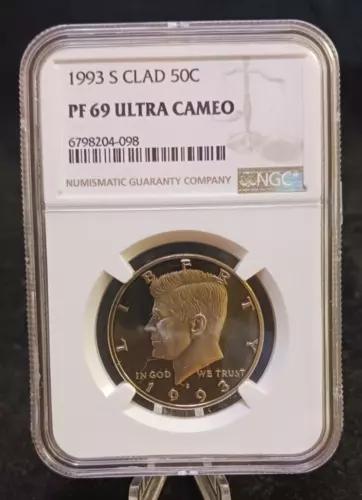 1993 S CLAD 50C
PF 69 ULTRA CAMEO
6798204-098
NUMISMATIC GUARANTY COMPANY
NGC
LIBERTY
IN GOD WE TRUST
S
1993